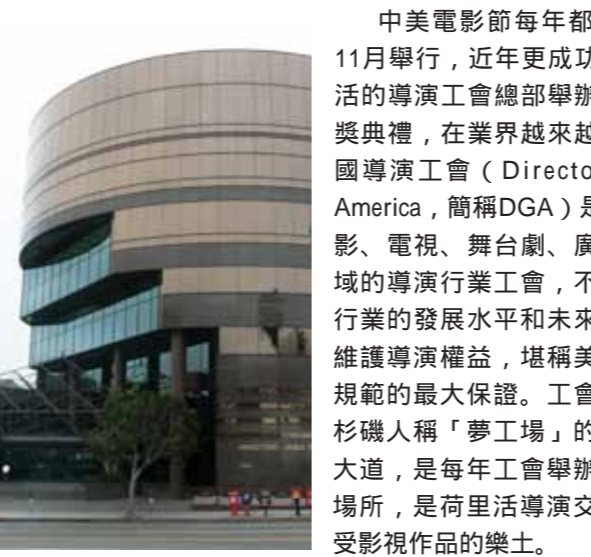 中美電影節每年都
11月舉行，近年更成功
活的導演工會總部舉辦
獎典禮，在業界越來越
國導演工會（Directo
America，簡稱DGA）是
影、電視、舞台劇、廣
域的導演行業工會，不
行業的發展水平和未來
維護導演權益，堪稱美
規範的最大保證。工會
杉磯人稱「夢工場」的
大道，是每年工會舉辦
場所，是荷里活導演交
受影視作品的樂土。